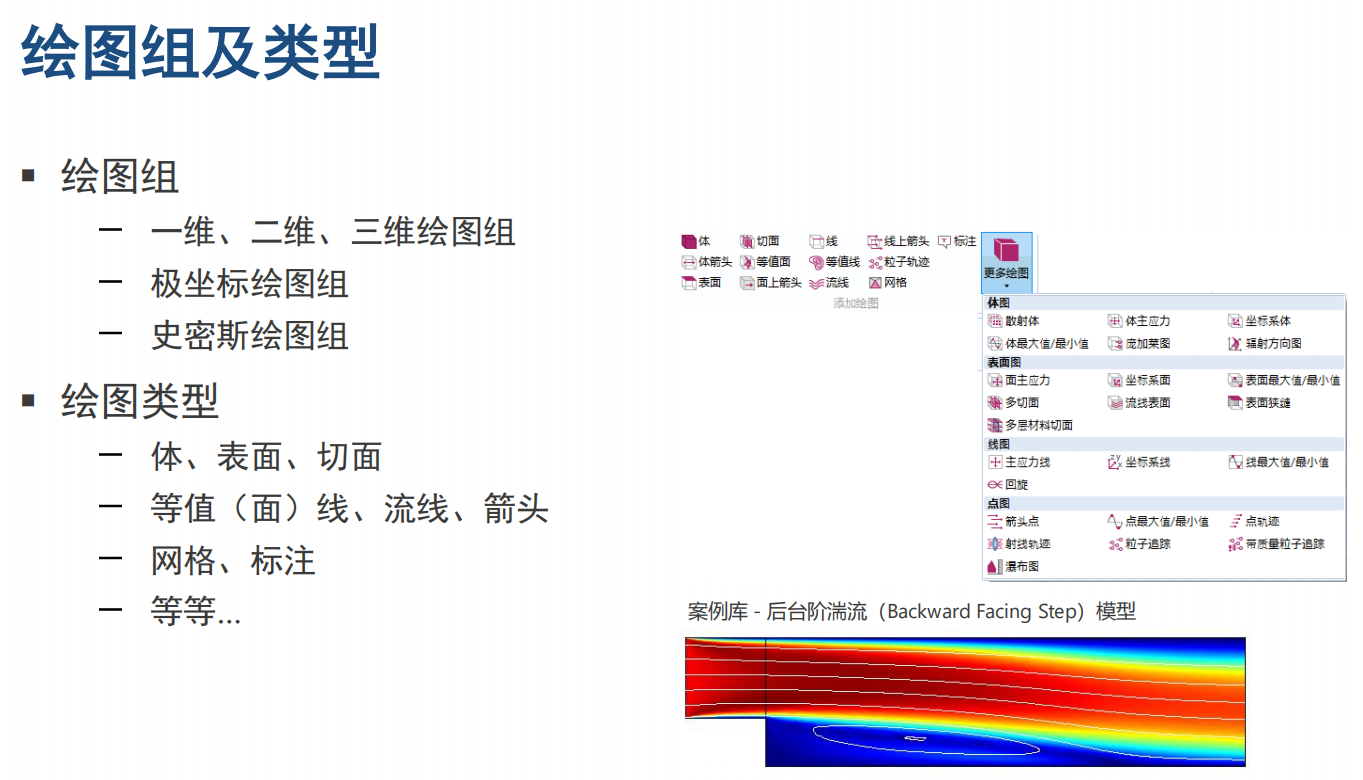 绘图组及类型
▪ 绘图组
– 一维、二维、三维绘图组
– 极坐标绘图组
– 史密斯绘图组
▪ 绘图类型
– 体、表面、切面
– 等值（面）线、流线、箭头
– 网格、标注
– 等等...
体 切面 线 线上箭头 标注
体箭头 等值面 等值线 粒子轨迹
表面 面上箭头 流线 网格
添加绘图
更多绘图
体图
散射体 体主应力 坐标系体
体最大值/最小值 庞加莱图 辐射方向图
表面图
面主应力 坐标系面 表面最大值/最小值
多切面 流线表面 表面狭缝
多层材料切面
线图
主应力线 坐标系线 线最大值/最小值
回旋
点图
箭头点 点最大值/最小值 点轨迹
射线轨迹 粒子追踪 带质量粒子追踪
瀑布图
案例库 - 后台阶湍流（Backward Facing Step）模型